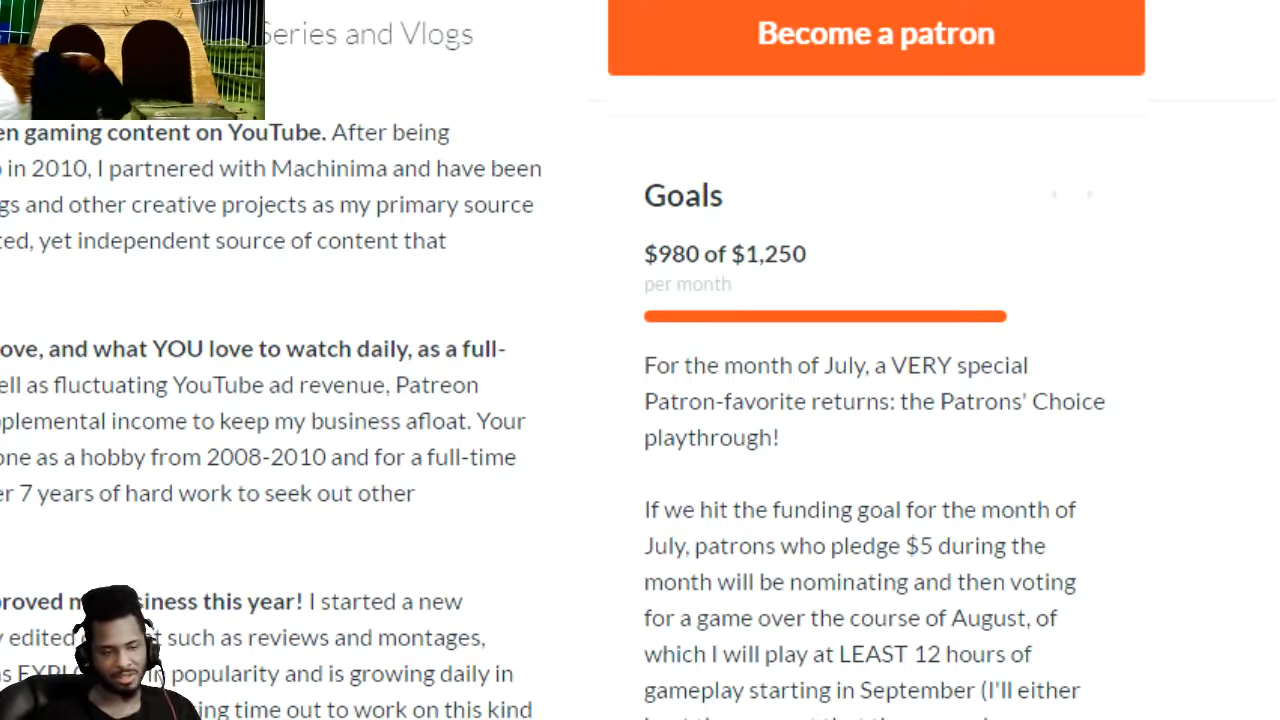 Series and Vlogs
en gaming content on YouTube. After being
in 2010, I partnered with Machinima and have been
gs and other creative projects as my primary source
ted, yet independent source of content that
ove, and what YOU love to watch daily, as a full-
ell as fluctuating YouTube ad revenue, Patreon
plemental income to keep my business afloat. Your
one as a hobby from 2008-2010 and for a full-time
er 7 years of hard work to seek out other
this year! I started a new
edited such as reviews and montages,
in popularity and is growing daily in
ing time out to work on this kind
Become a patron
Goals
$980 of $1,250
per month
For the month of July, a VERY special
Patron-favorite returns: the Patrons' Choice
playthrough!
If we hit the funding goal for the month of
July, patrons who pledge $5 during the
month will be nominating and then voting
for a game over the course of August, of
which I will play at LEAST 12 hours of
gameplay starting in September (I'll either